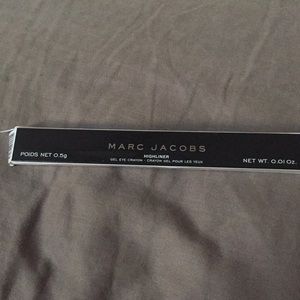 MARC JACOBS
POIDS NET 0.5g
HIGHLINER
NET WT. 0.01 Oz.
GEL EYE CRAYON - CRAYON GEL POUR LES YEUX